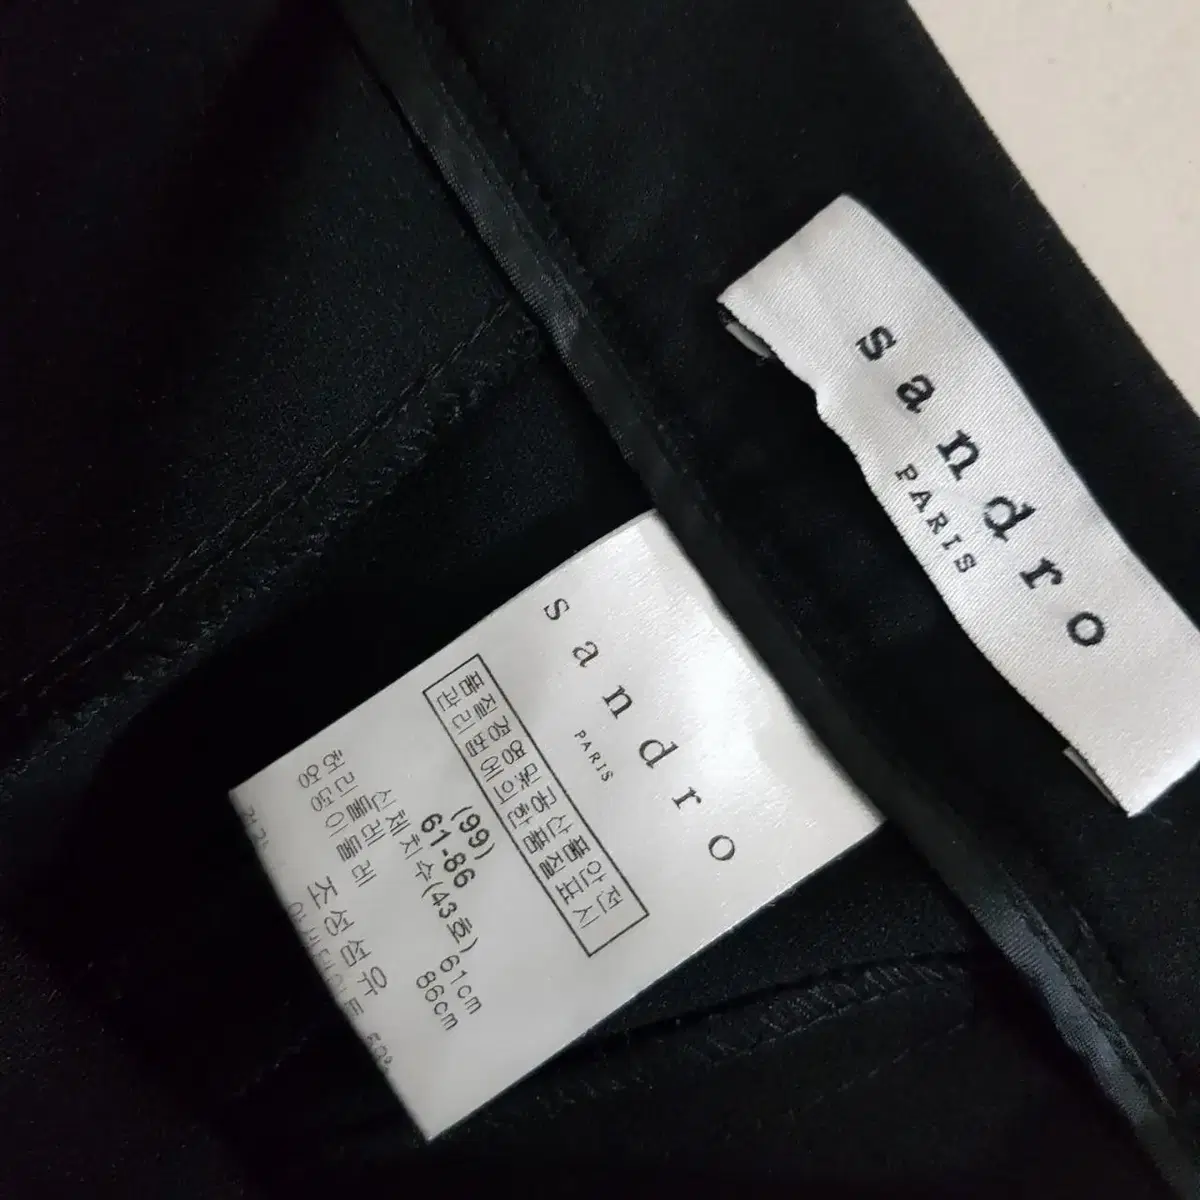 sandro
PARIS
sandro
PARIS
품질경영및공산품안전
관리법에의한품질표시
(99)
61-86
신체치수(43호)
허리둘레 61cm
엉덩이둘레 86cm
조성섬유